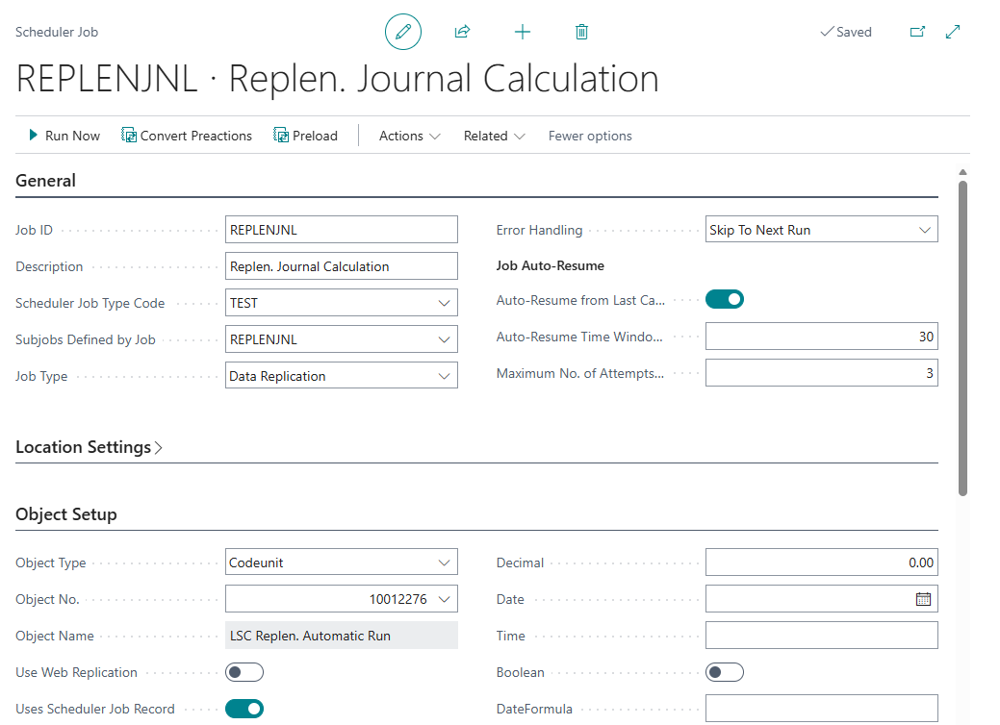 Scheduler Job
Saved
REPLENJNL · Replen. Journal Calculation
Run Now
Convert Preactions
Preload
Actions
Related
Fewer options
General
Job ID
REPLENJNL
Description
Replen. Journal Calculation
Scheduler Job Type Code
TEST
Subjobs Defined by Job
REPLENJNL
Job Type
Data Replication
Error Handling
Skip To Next Run
Job Auto-Resume
Auto-Resume from Last Ca...
Auto-Resume Time Windo...
30
Maximum No. of Attempts...
3
Location Settings
Object Setup
Object Type
Codeunit
Object No.
10012276
Object Name
LSC Replen. Automatic Run
Use Web Replication
Uses Scheduler Job Record
Decimal
0.00
Date
Time
Boolean
DateFormula